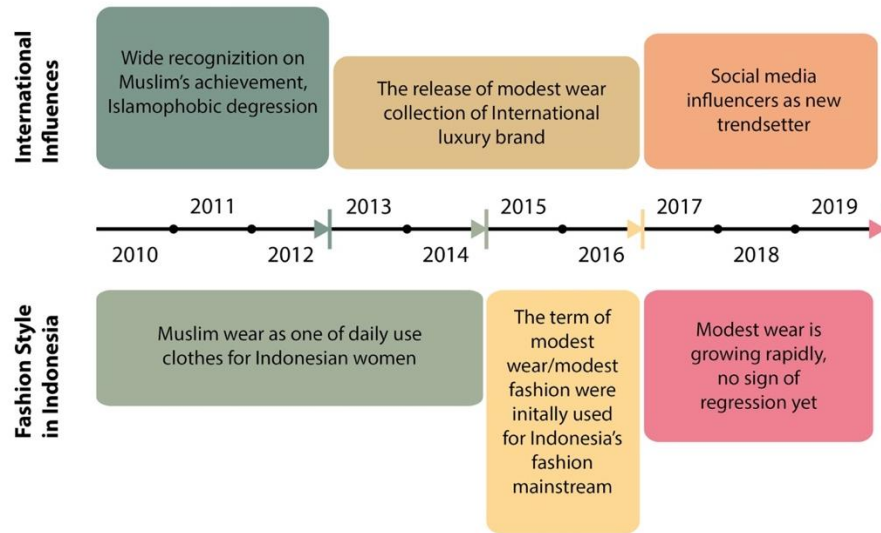 International
Influences
Wide recognizition on
Muslim's achievement,
Islamophobic degression
The release of modest wear
collection of International
luxury brand
Social media
influencers as new
trendsetter
2011
2013
2015
2017
2019
2010
2012
2014
2016
2018
Fashion Style
in Indonesia
Muslim wear as one of daily use
clothes for Indonesian women
The term of
modest
wear/modest
fashion were
initally used
for Indonesia's
fashion
mainstream
Modest wear is
growing rapidly,
no sign of
regression yet